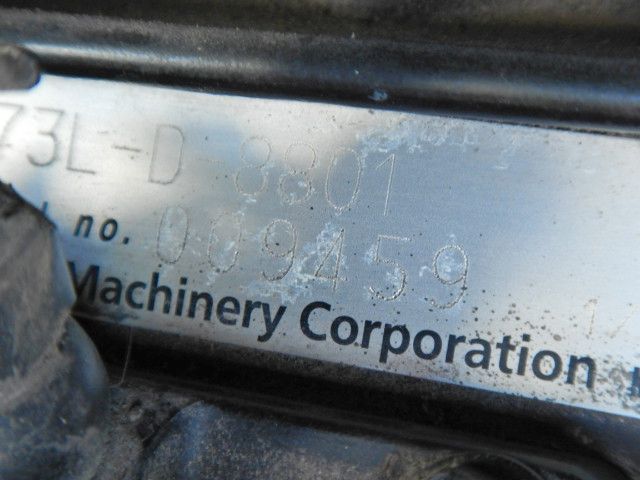 73L-D-8801
no. 009459
Machinery Corporation